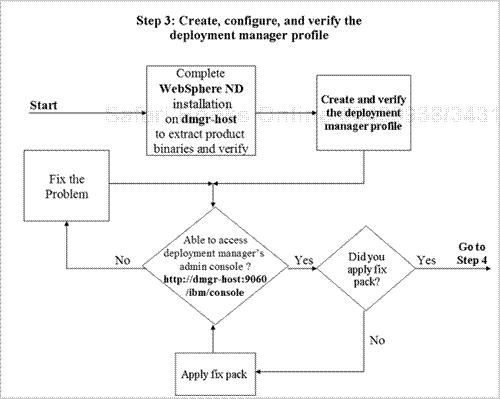 Step 3: Create, configure, and verify the
deployment manager profile
Complete
WebSphere ND
installation
on dmgr-host
to extract product
binaries and verify
Start
Create and verify
the deployment
manager profile
Fix the
Problem
Able to access
deployment manager's
admin console ?
http://dmgr-host:9060
/ibm/console
No
Yes
Did you
apply fix
pack?
Yes
Go to
Step 4
No
Apply fix pack